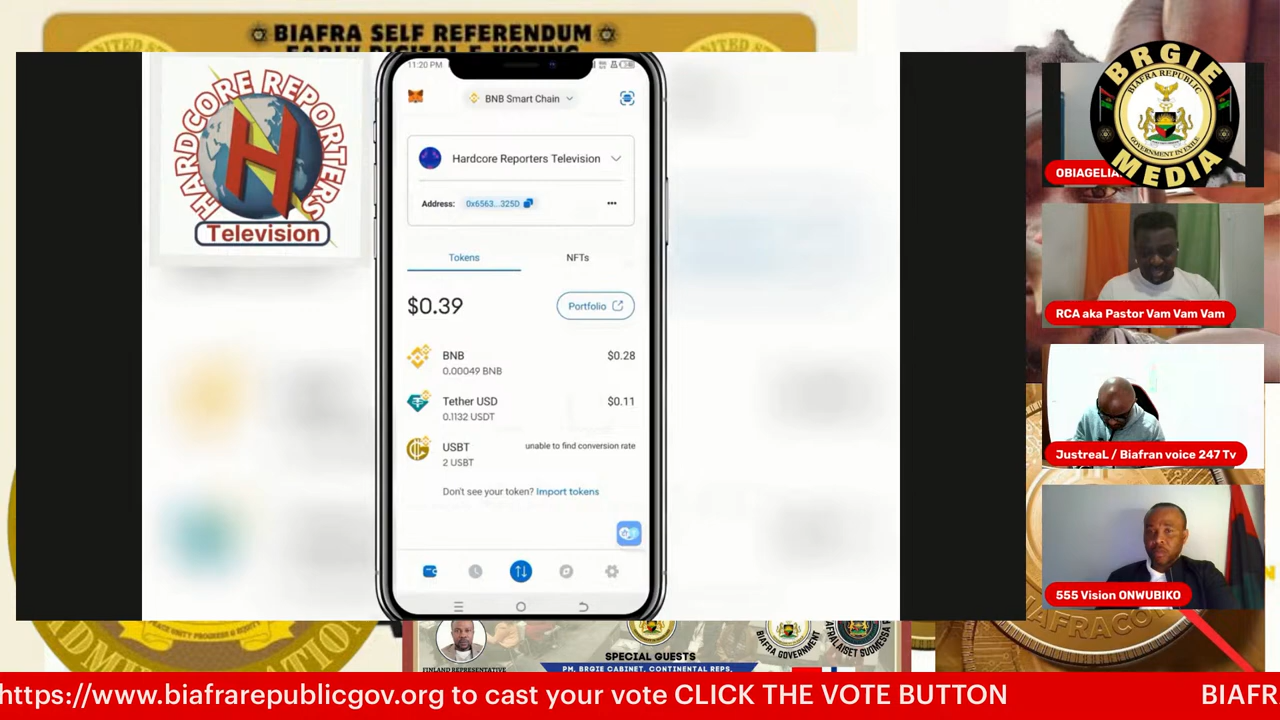 BIAFRA SELF REFERENDUM
HARDCORE REPORTERS
H
Television
11:20 PM
BNB Smart Chain
Hardcore Reporters Television
Address: 0x6563...325D
Tokens
NFTs
$0.39
Portfolio
BNB
$0.28
0.00049 BNB
Tether USD
$0.11
0.1132 USDT
USBT
unable to find conversion rate
2 USBT
Don't see your token? Import tokens
BRGIE
BIAFRA REPUBLIC
GOVERNMENT IN EXILE
MEDIA
OBIAGELIA
RCA aka Pastor Vam Vam Vam
JustreaL / Biafran voice 247 Tv
555 Vision ONWUBIKO
SPECIAL GUESTS
PM, BRGIE CABINET, CONTINENTAL REPS,
FINLAND REPRESENTATIVE
https://www.biafrarepublicgov.org to cast your vote CLICK THE VOTE BUTTON
BIAFR